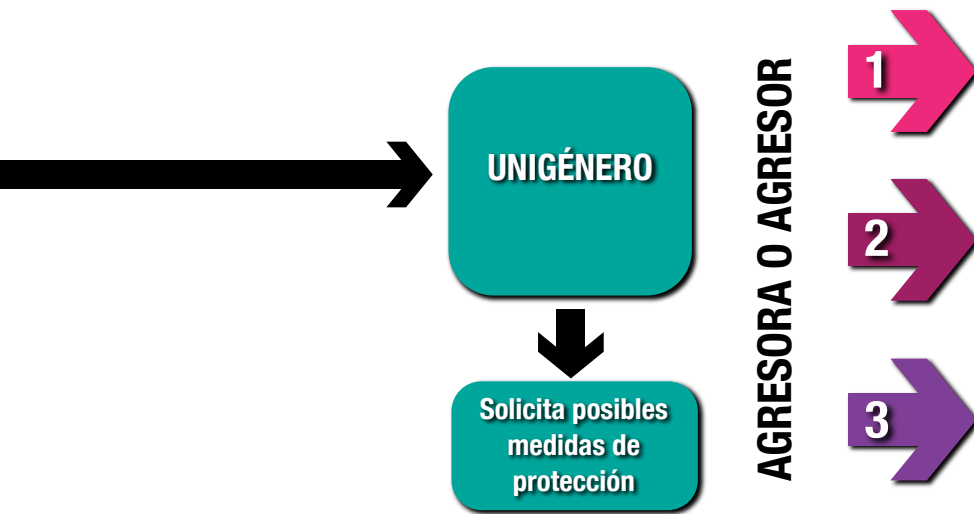 UNIGÉNERO
Solicita posibles
medidas de
protección
AGRESORA O AGRESOR
1
2
3